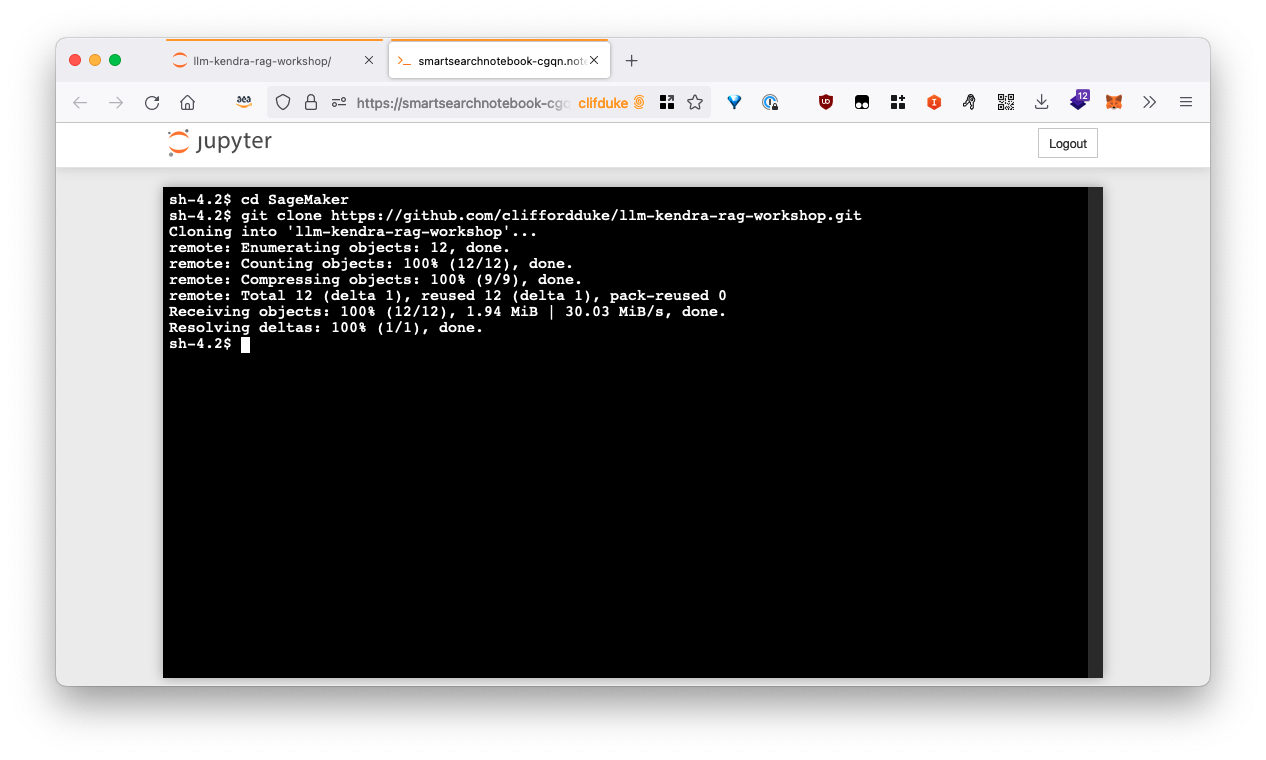 llm-kendra-rag-workshop/
smartsearchnotebook-cgqn.note
https://smartsearchnotebook-cgq
clifduke
12
jupyter
Logout
sh-4.2$ cd SageMaker
sh-4.2$ git clone https://github.com/cliffordduke/llm-kendra-rag-workshop.git
Cloning into 'llm-kendra-rag-workshop'...
remote: Enumerating objects: 12, done.
remote: Counting objects: 100% (12/12), done.
remote: Compressing objects: 100% (9/9), done.
remote: Total 12 (delta 1), reused 12 (delta 1), pack-reused 0
Receiving objects: 100% (12/12), 1.94 MiB | 30.03 MiB/s, done.
Resolving deltas: 100% (1/1), done.
sh-4.2$